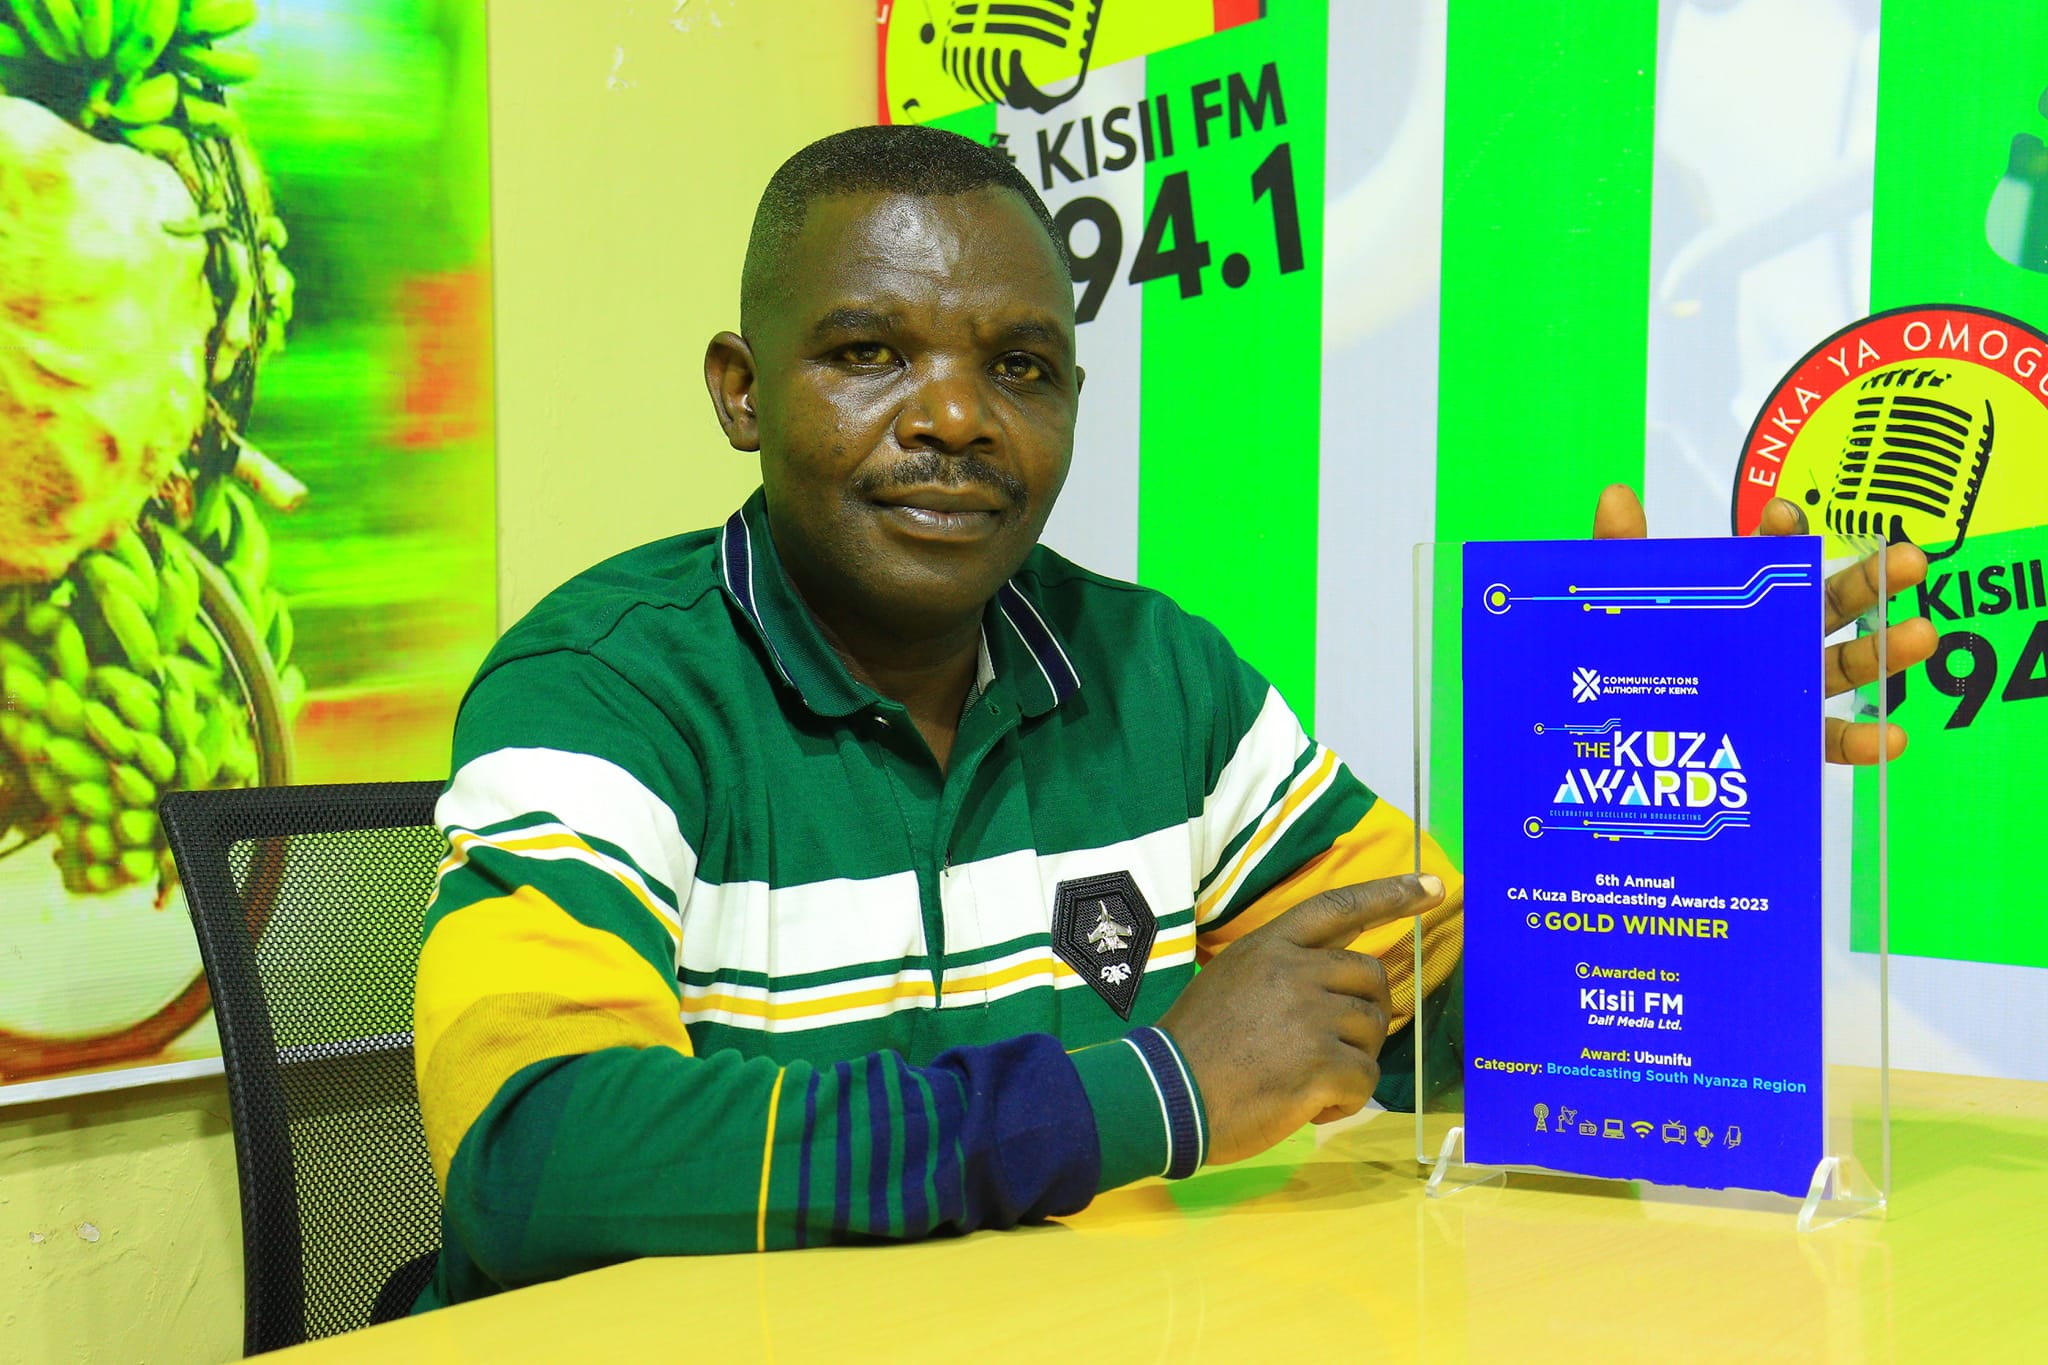 KISII FM
94.1
ENKA YA OMOGU
KISII
94
COMMUNICATIONS
AUTHORITY OF KENYA
THE KUZA
AWARDS
CELEBRATING EXCELLENCE IN BROADCASTING
6th Annual
CA Kuza Broadcasting Awards 2023
GOLD WINNER
Awarded to:
Kisii FM
Dalf Media Ltd.
Award: Ubunifu
Category: Broadcasting South Nyanza Region